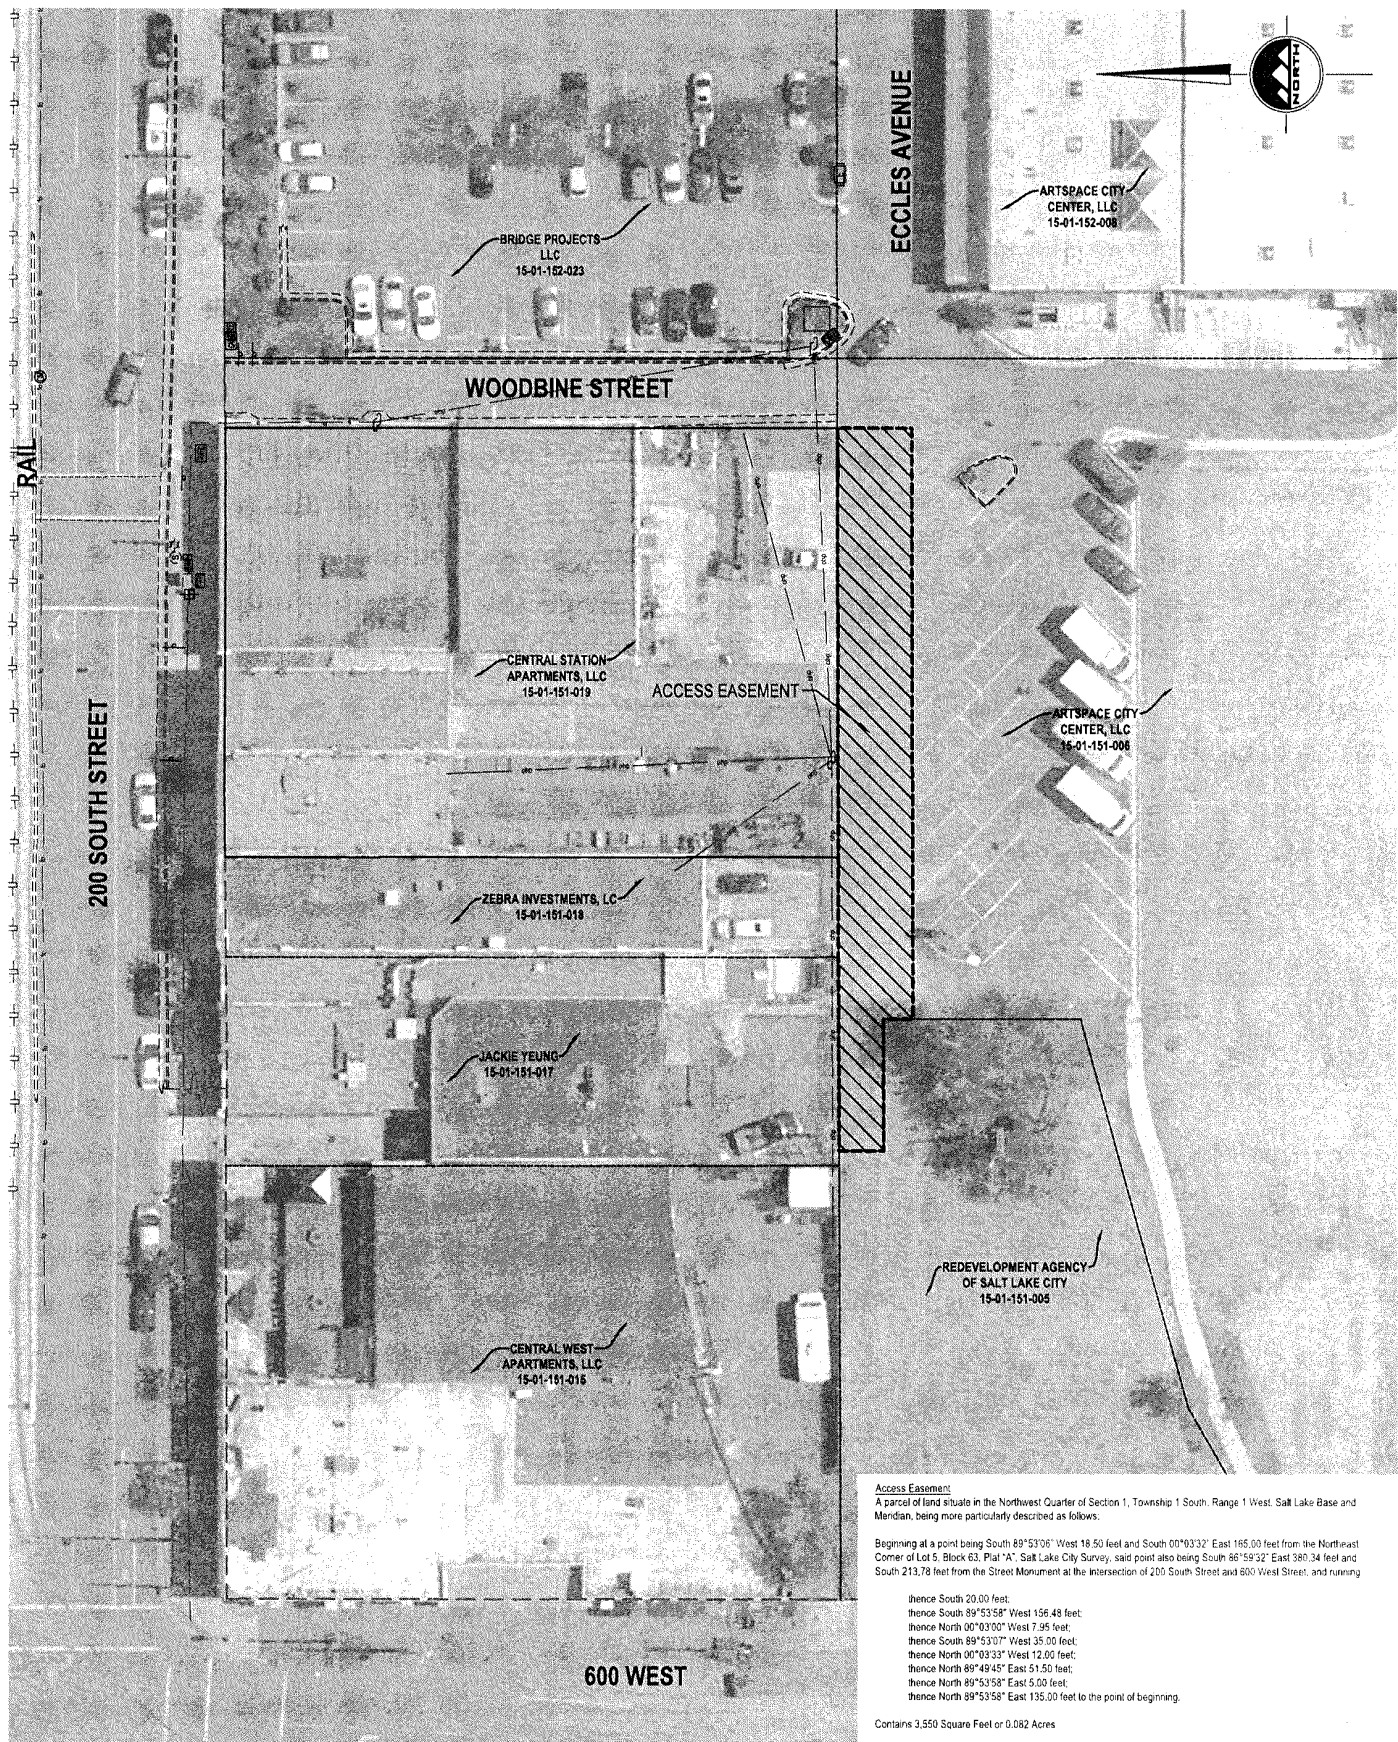 NORTH
ECCLES AVENUE
ARTSPACE CITY
CENTER, LLC
15-01-152-008
BRIDGE PROJECTS
LLC
15-01-152-023
WOODBINE STREET
RAIL
CENTRAL STATION
APARTMENTS, LLC
15-01-151-019
ACCESS EASEMENT
ARTSPACE CITY
CENTER, LLC
15-01-151-006
200 SOUTH STREET
ZEBRA INVESTMENTS, LC
15-01-151-018
JACKIE YEUNG
15-01-151-017
REDEVELOPMENT AGENCY
OF SALT LAKE CITY
15-01-151-005
CENTRAL WEST
APARTMENTS, LLC
15-01-151-015
600 WEST
Access Easement
A parcel of land situate in the Northwest Quarter of Section 1, Township 1 South, Range 1 West, Salt Lake Base and
Meridian, being more particularly described as follows:
Beginning at a point being South 89°53'06" West 18.50 feet and South 00°03'32" East 165.00 feet from the Northeast
Corner of Lot 5, Block 63, Plat "A", Salt Lake City Survey, said point also being South 86°59'32" East 380.34 feet and
South 213.78 feet from the Street Monument at the intersection of 200 South Street and 600 West Street, and running
thence South 20.00 feet;
thence South 89°53'58" West 156.48 feet;
thence North 00°03'00" West 7.95 feet;
thence South 89°53'07" West 35.00 feet;
thence North 00°03'33" West 12.00 feet;
thence North 89°49'45" East 51.50 feet;
thence North 89°53'58" East 5.00 feet;
thence North 89°53'58" East 135.00 feet to the point of beginning.
Contains 3,550 Square Feet or 0.082 Acres